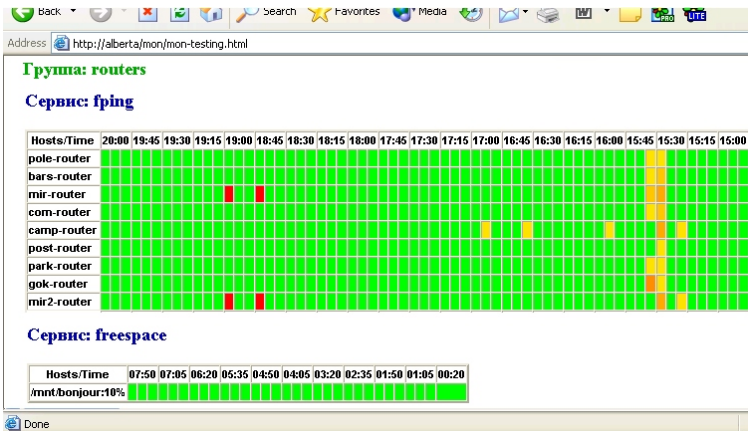 Back Search Favorites Media
Address http://alberta/mon/mon-testing.html
Группа: routers
Сервис: fping
Hosts/Time 20:00 19:45 19:30 19:15 19:00 18:45 18:30 18:15 18:00 17:45 17:30 17:15 17:00 16:45 16:30 16:15 16:00 15:45 15:30 15:15 15:00
pole-router
bars-router
mir-router
com-router
camp-router
post-router
park-router
gok-router
mir2-router
Сервис: freespace
Hosts/Time 07:50 07:05 06:20 05:35 04:50 04:05 03:20 02:35 01:50 01:05 00:20
/mnt/bonjour:10%
Done